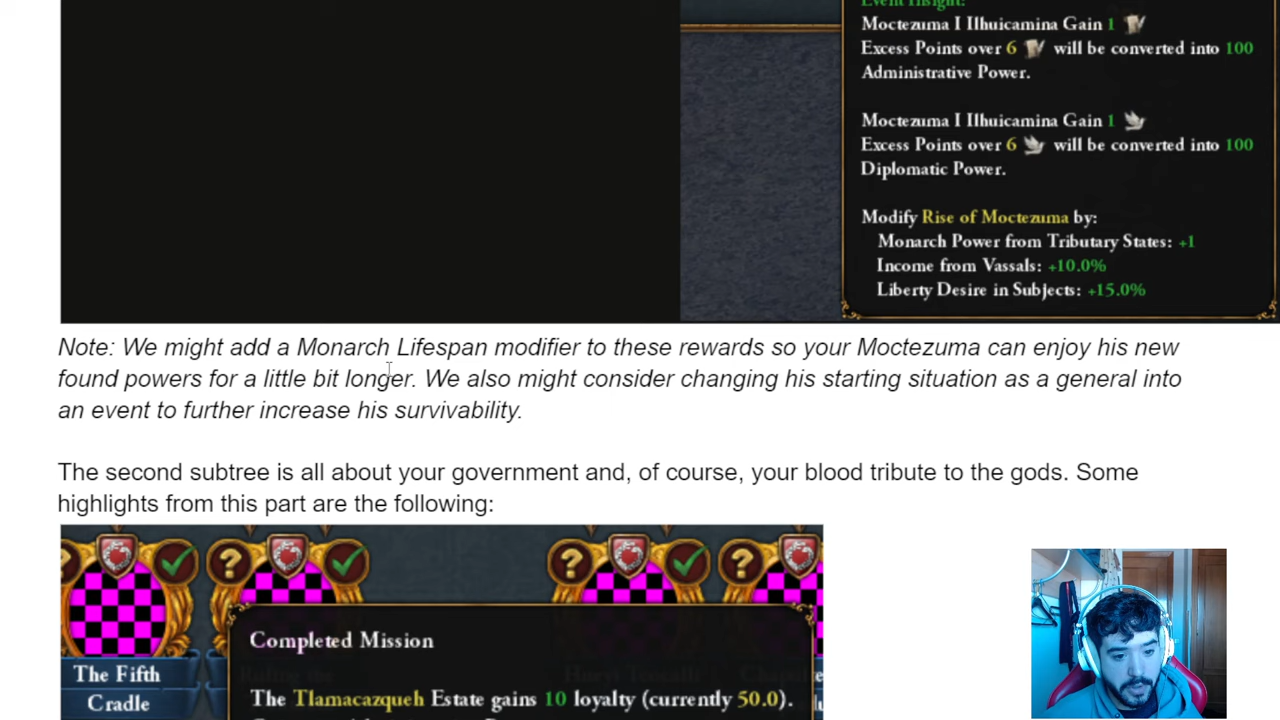 Event Insight:
Moctezuma I Ilhuicamina Gain 1
Excess Points over 6 will be converted into 100
Administrative Power.
Moctezuma I Ilhuicamina Gain 1
Excess Points over 6 will be converted into 100
Diplomatic Power.
Modify Rise of Moctezuma by:
Monarch Power from Tributary States: +1
Income from Vassals: +10.0%
Liberty Desire in Subjects: +15.0%
Note: We might add a Monarch Lifespan modifier to these rewards so your Moctezuma can enjoy his new
found powers for a little bit longer. We also might consider changing his starting situation as a general into
an event to further increase his survivability.
The second subtree is all about your government and, of course, your blood tribute to the gods. Some
highlights from this part are the following:
Completed Mission
The Fifth
Cradle
The Tlamacazqueh Estate gains 10 loyalty (currently 50.0).